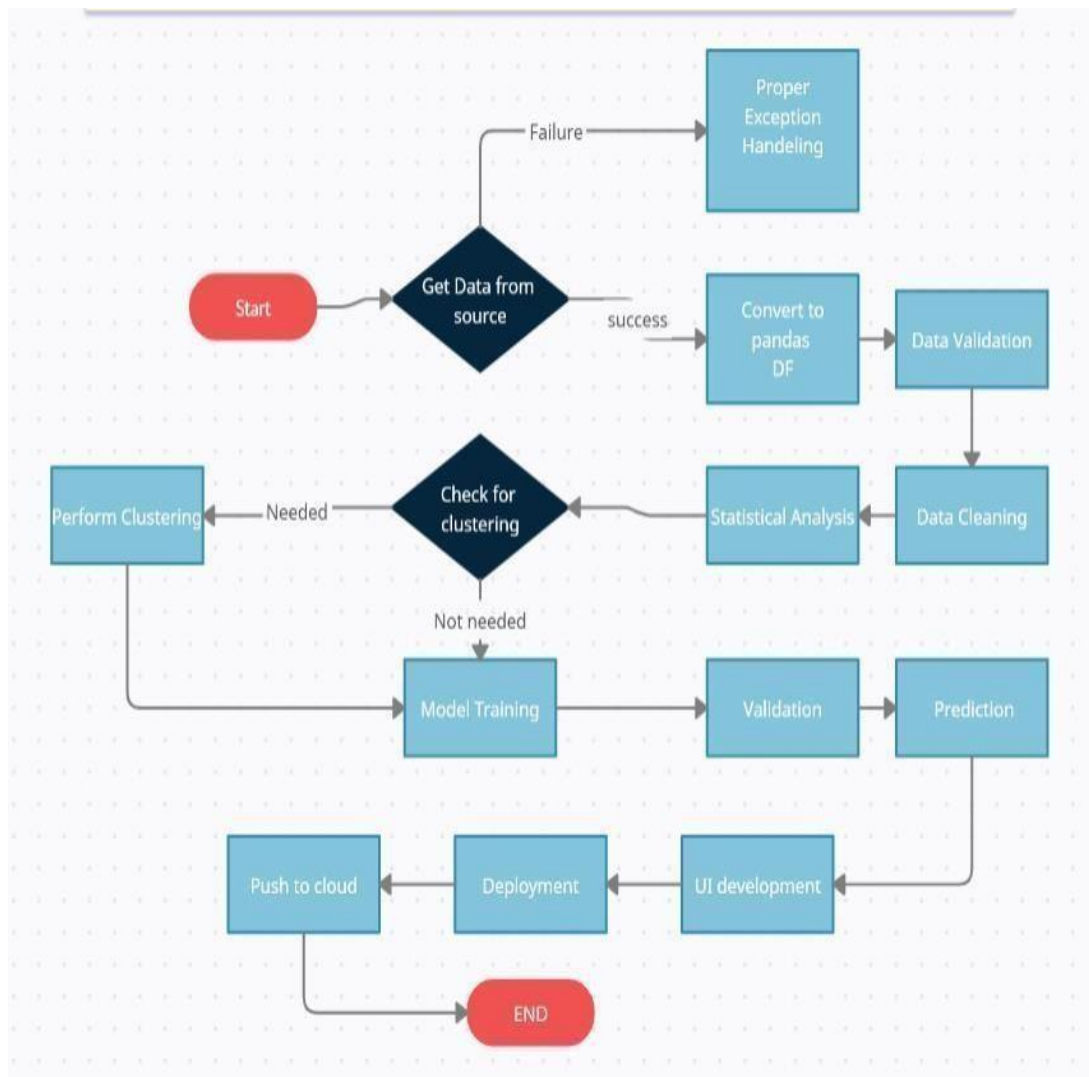 Proper
Exception
Handeling
Failure
Start
Get Data from
source
success
Convert to
pandas
DF
Data Validation
Perform Clustering
Needed
Check for
clustering
Statistical Analysis
Data Cleaning
Not needed
Model Training
Validation
Prediction
Push to cloud
Deployment
UI development
END